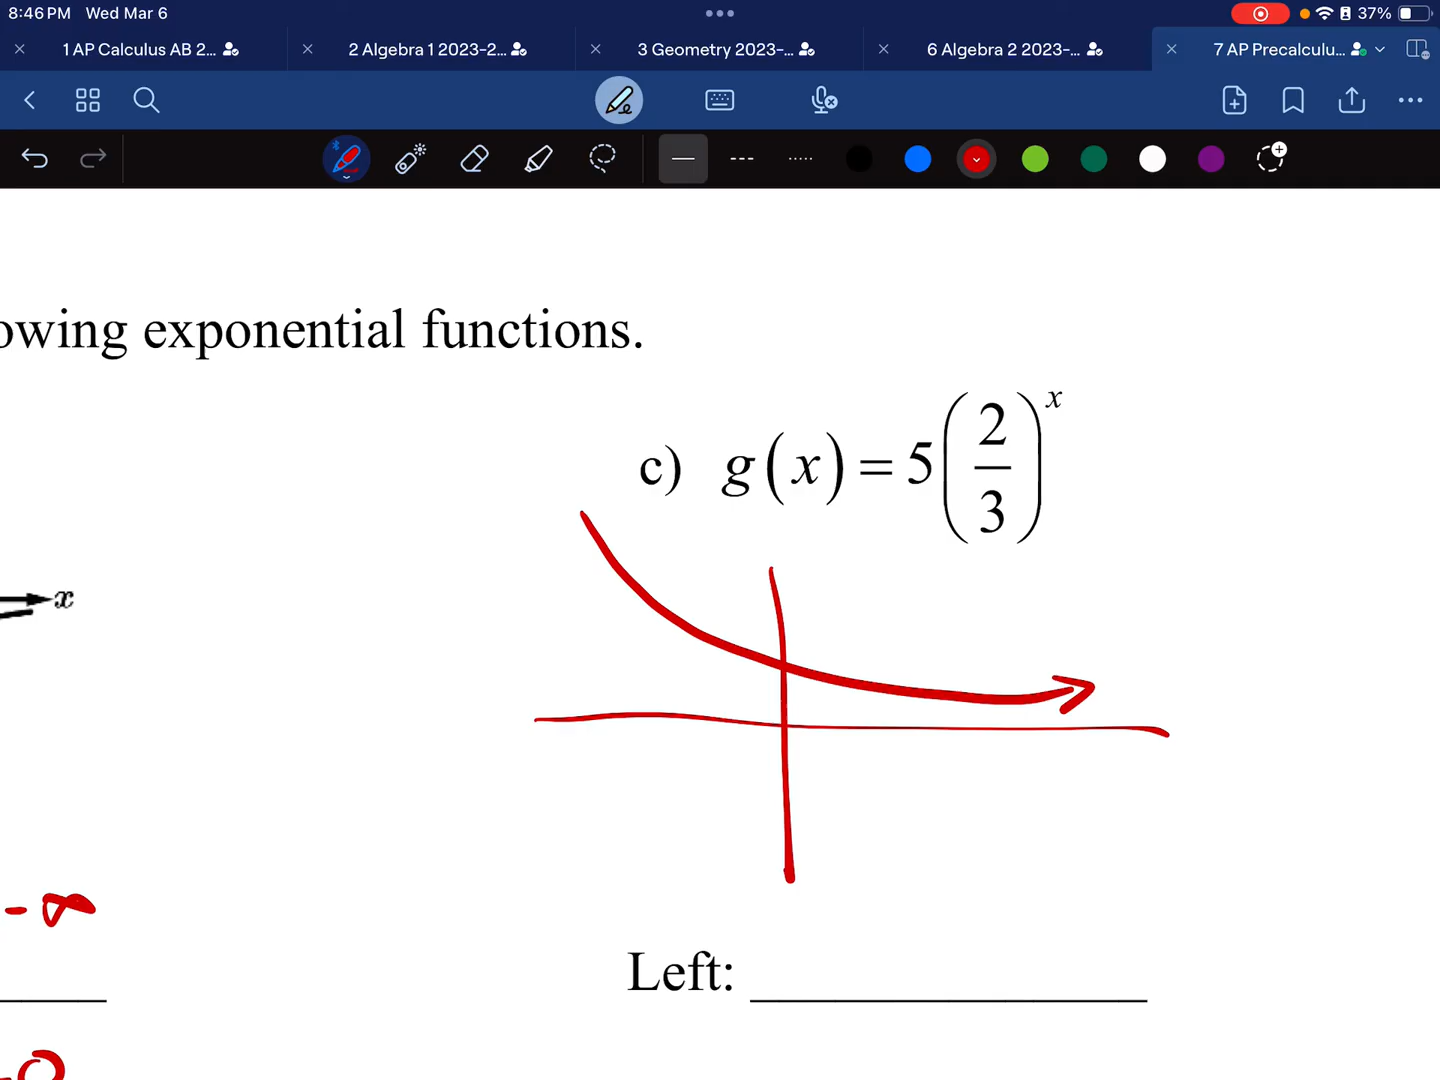 8:46 PM Wed Mar 6 37%
1 AP Calculus AB 2... 2 Algebra 1 2023-2... 3 Geometry 2023-... 6 Algebra 2 2023-... 7 AP Precalculu...
owing exponential functions.
c) g(x) = 5(2/3)^x
x
- ∞
Left: ____________